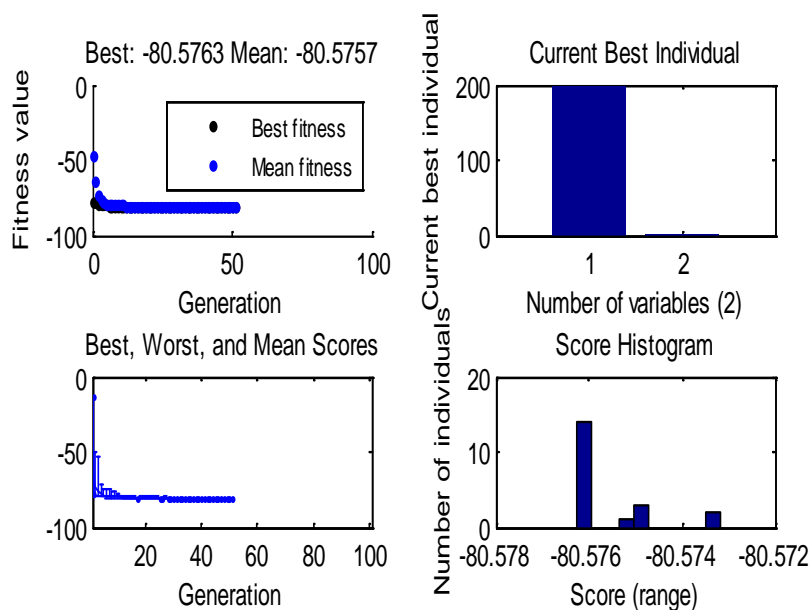 Best: -80.5763 Mean: -80.5757
Fitness value
0
-50
-100
Best fitness
Mean fitness
0
50
100
Generation
Current Best Individual
Current best individual
200
100
0
1
2
Number of variables (2)
Best, Worst, and Mean Scores
0
-50
-100
20
40
60
80
100
Generation
Score Histogram
Number of individuals
20
10
0
-80.578
-80.576
-80.574
-80.572
Score (range)